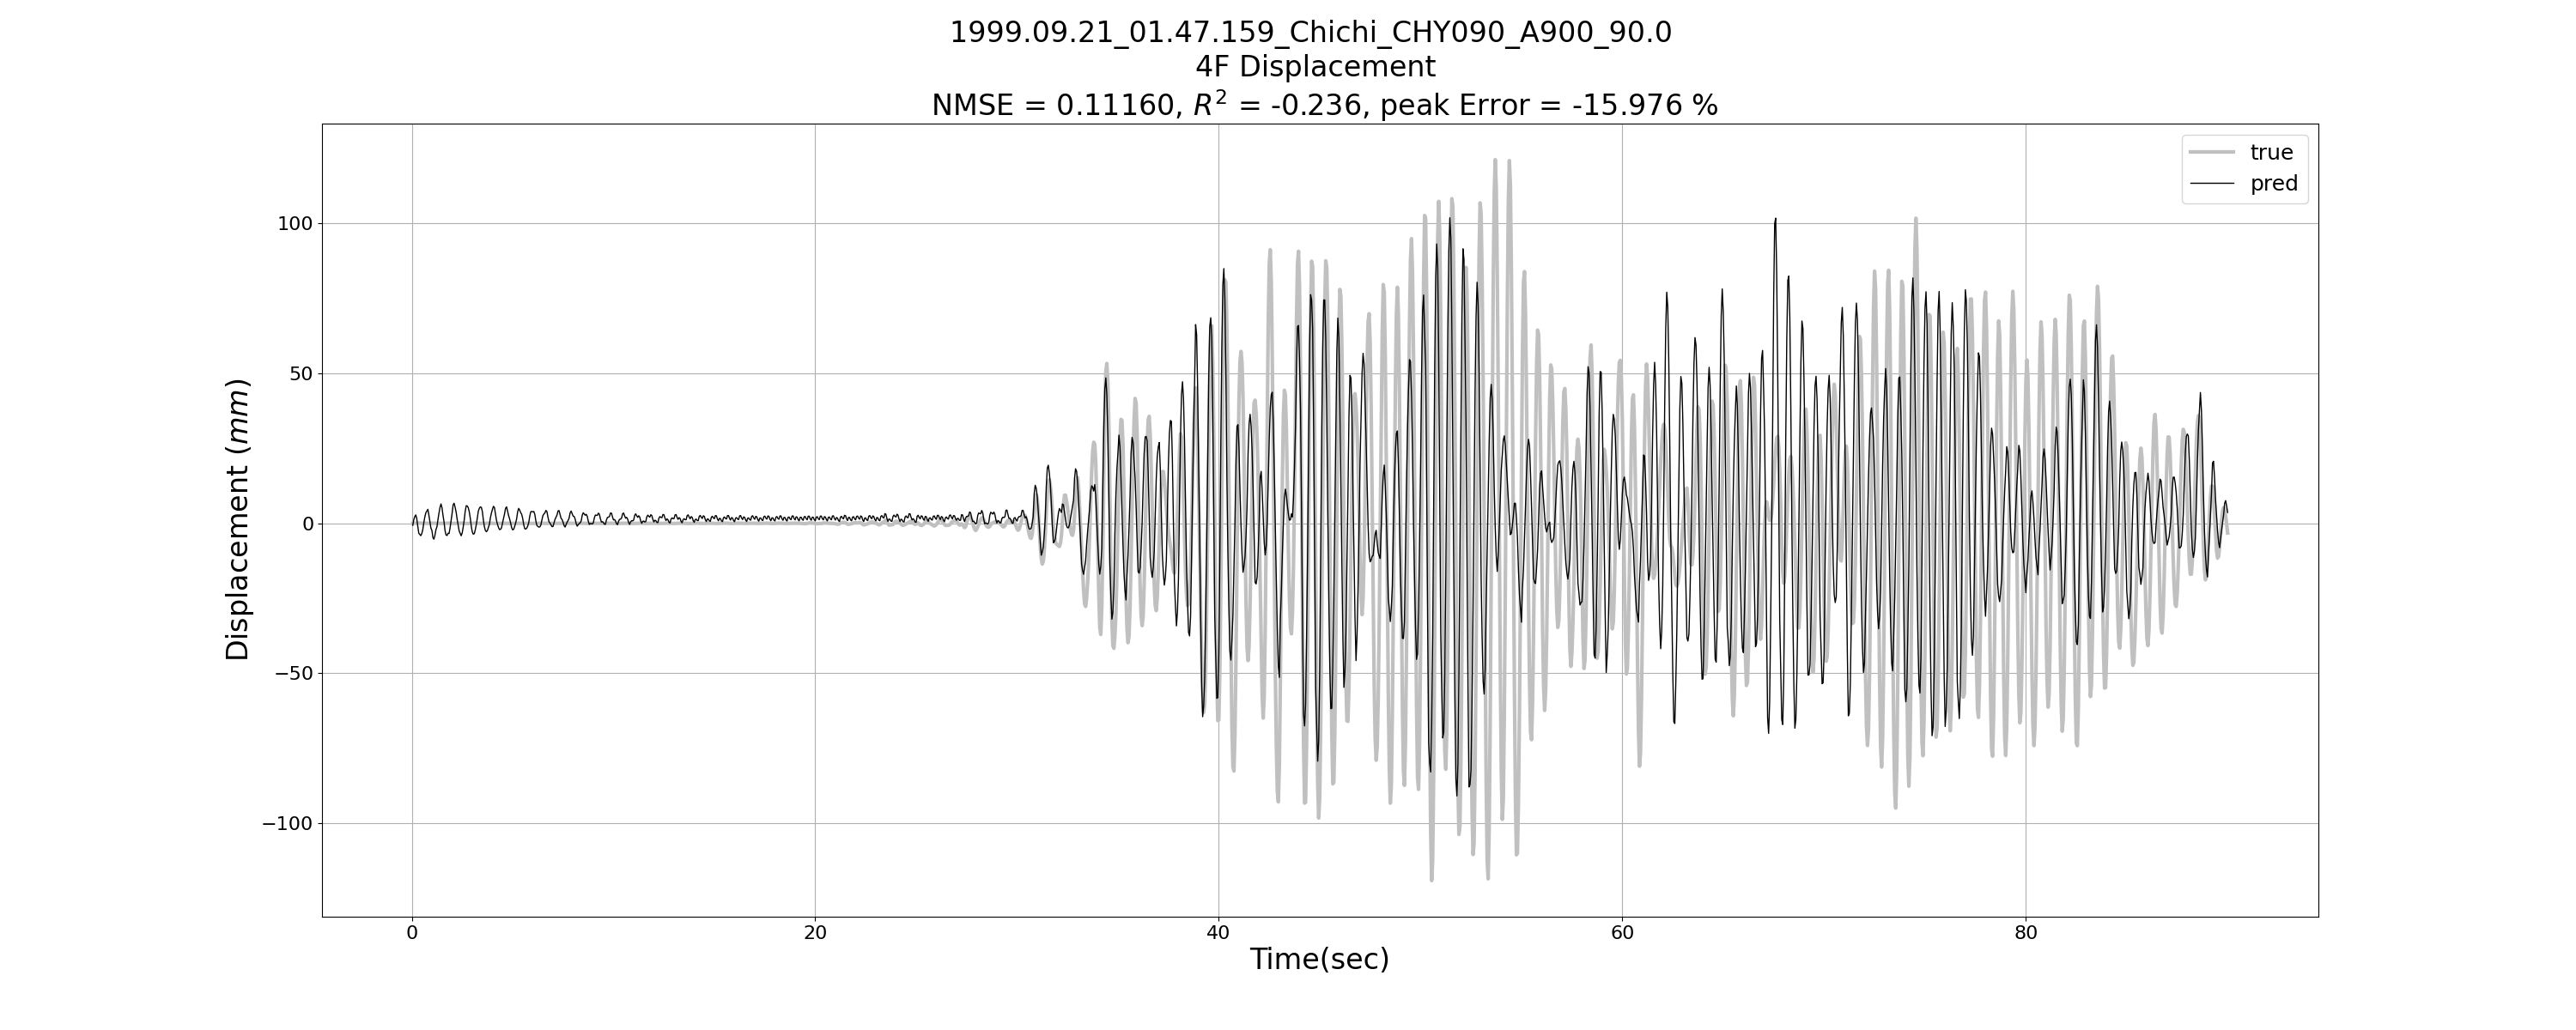 1999.09.21_01.47.159_Chichi_CHY090_A900_90.0
4F Displacement
NMSE = 0.11160, R² = -0.236, peak Error = -15.976 %
true
pred
100
50
0
−50
−100
Displacement (mm)
0 20 40 60 80
Time(sec)